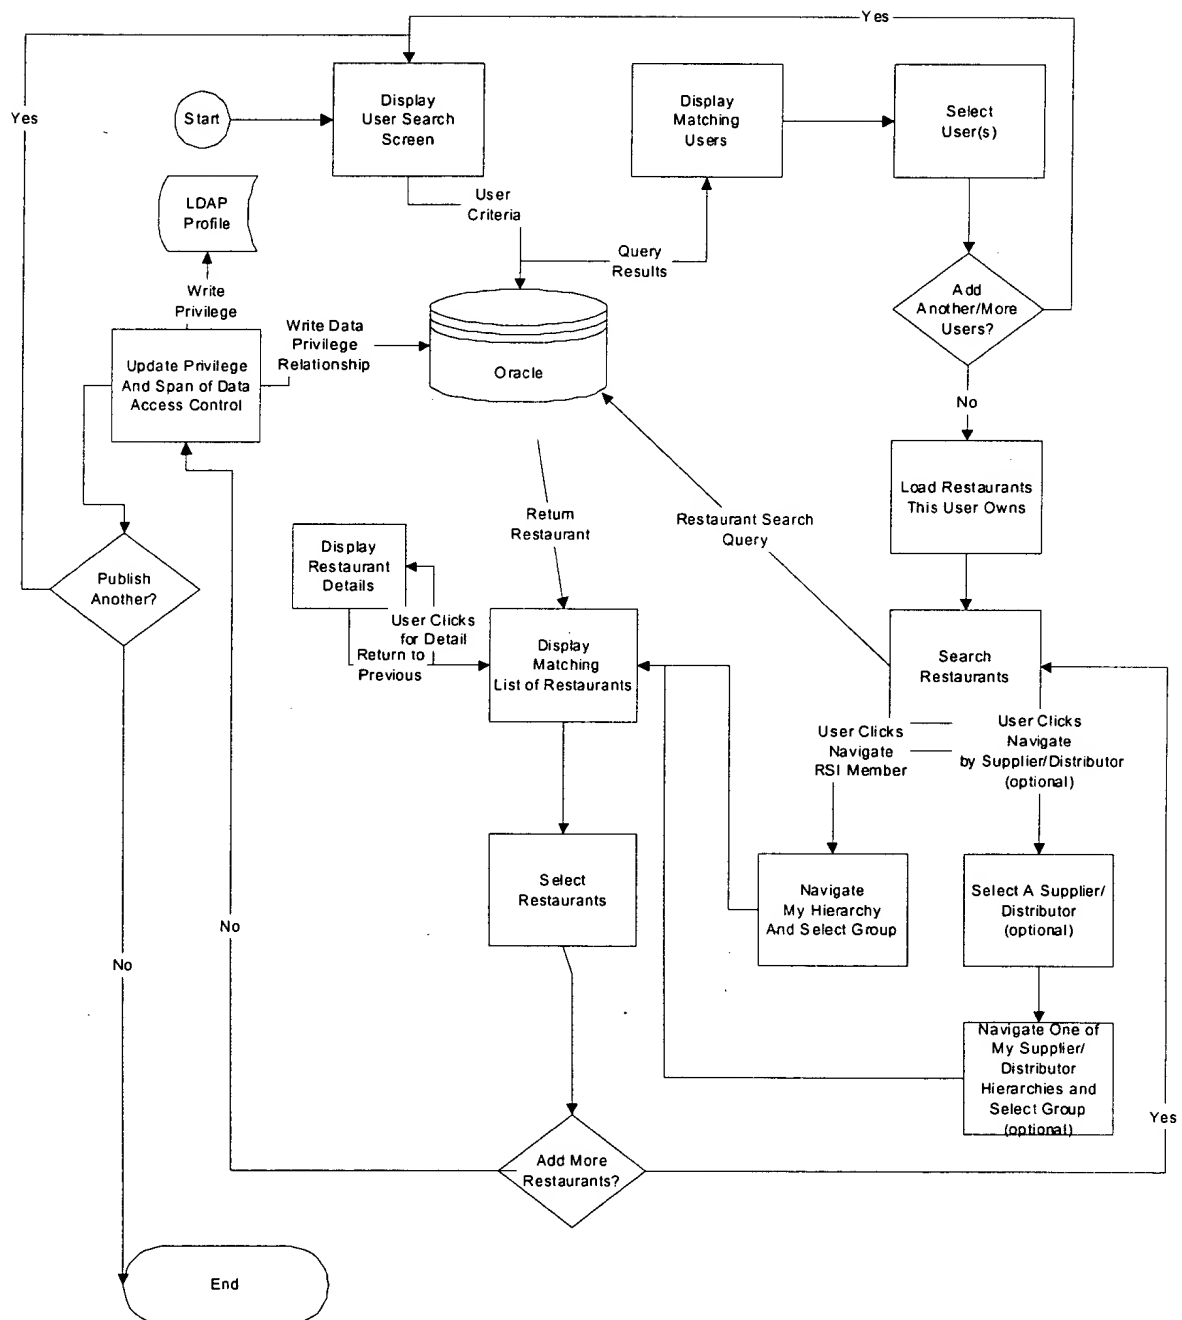 Yes
Yes
Start
Display
User Search
Screen
Display
Matching
Users
Select
User(s)
LDAP
Profile
User
Criteria
Query
Results
Write
Privilege
Add
Another/More
Users?
Write Data
Privilege
Relationship
Update Privilege
And Span of Data
Access Control
Oracle
No
Load Restaurants
This User Owns
Return
Restaurant
Restaurant Search
Query
Display
Restaurant
Details
Publish
Another?
User Clicks
for Detail
Return to
Previous
Display
Matching
List of Restaurants
Search
Restaurants
User Clicks
Navigate
RSI Member
User Clicks
Navigate
by Supplier/Distributor
(optional)
Select
Restaurants
Navigate
My Hierarchy
And Select Group
Select A Supplier/
Distributor
(optional)
No
No
Navigate One of
My Supplier/
Distributor
Hierarchies and
Select Group
(optional)
Yes
Add More
Restaurants?
End